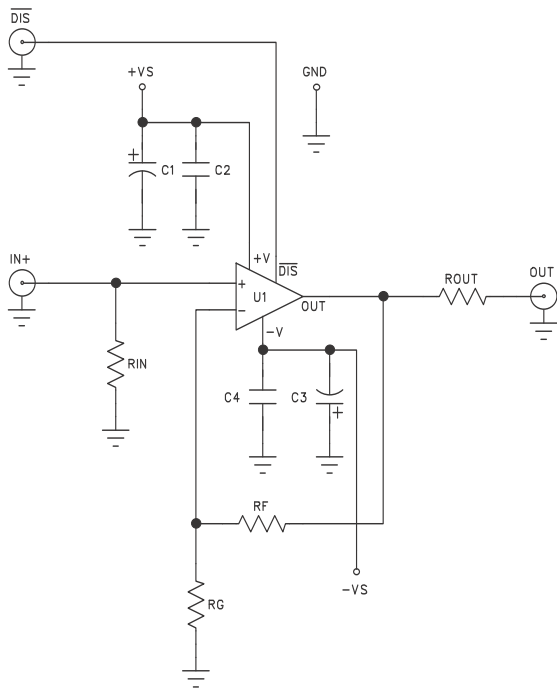 DIS
+VS
GND
+
C1
C2
IN+
+V
DIS
+
U1
OUT
−
−V
ROUT
OUT
RIN
C4
C3
+
RF
−VS
RG